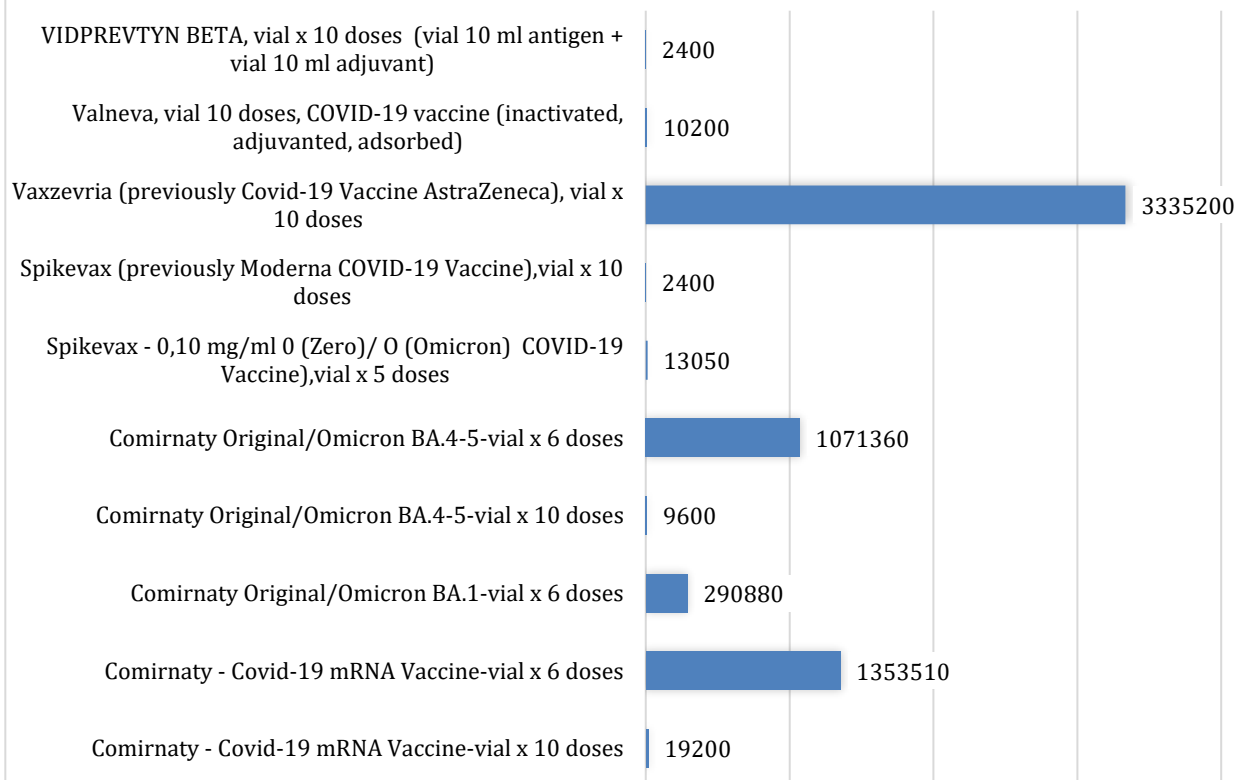 VIDPREVTYN BETA, vial x 10 doses  (vial 10 ml antigen +
vial 10 ml adjuvant)
2400
Valneva, vial 10 doses, COVID-19 vaccine (inactivated,
adjuvanted, adsorbed)
10200
Vaxzevria (previously Covid-19 Vaccine AstraZeneca), vial x
10 doses
3335200
Spikevax (previously Moderna COVID-19 Vaccine),vial x 10
doses
2400
Spikevax - 0,10 mg/ml 0 (Zero)/ O (Omicron)  COVID-19
Vaccine),vial x 5 doses
13050
Comirnaty Original/Omicron BA.4-5-vial x 6 doses
1071360
Comirnaty Original/Omicron BA.4-5-vial x 10 doses
9600
Comirnaty Original/Omicron BA.1-vial x 6 doses
290880
Comirnaty - Covid-19 mRNA Vaccine-vial x 6 doses
1353510
Comirnaty - Covid-19 mRNA Vaccine-vial x 10 doses
19200